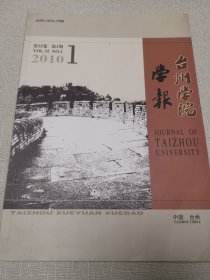 ISSN 1672-3708
第32卷 第1期
VOL.32 NO.1
2010
1
台州学院
学報
JOURNAL OF
TAIZHOU
UNIVERSITY
TAIZHOU XUEYUAN XUEBAO
中国 台州
TAIZHOU CHINA